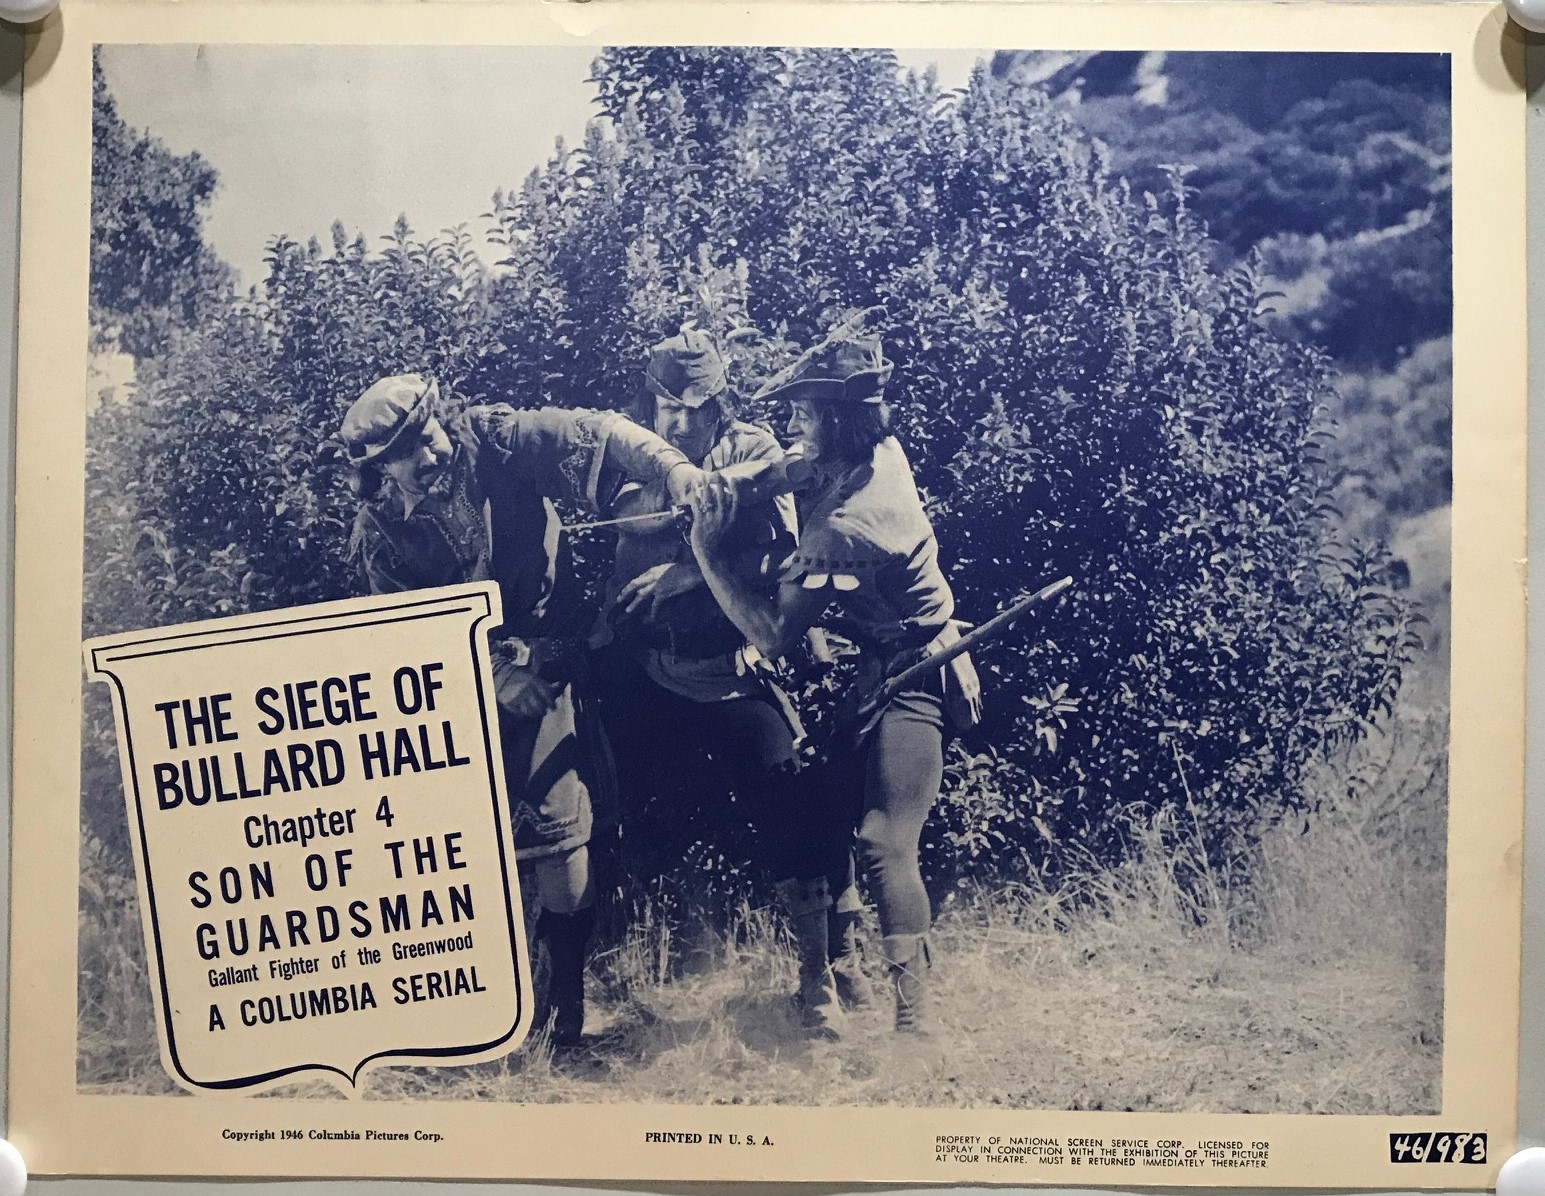 THE SIEGE OF
BULLARD HALL
Chapter 4
SON OF THE
GUARDSMAN
Gallant Fighter of the Greenwood
A COLUMBIA SERIAL
Copyright 1946 Columbia Pictures Corp.
PRINTED IN U. S. A.
PROPERTY OF NATIONAL SCREEN SERVICE CORP. LICENSED FOR
DISPLAY IN CONNECTION WITH THE EXHIBITION OF THIS PICTURE
AT YOUR THEATRE. MUST BE RETURNED IMMEDIATELY THEREAFTER.
46/983